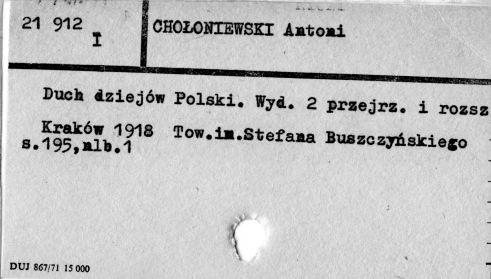 21 912
I
CHOŁONIEWSKI Antoni
Duch dziejów Polski. Wyd. 2 przejrz. i rozsz
Kraków 1918 Tow.im.Stefana Buszczyńskiego
s.195,nlb.1
DUJ 867/71 15 000